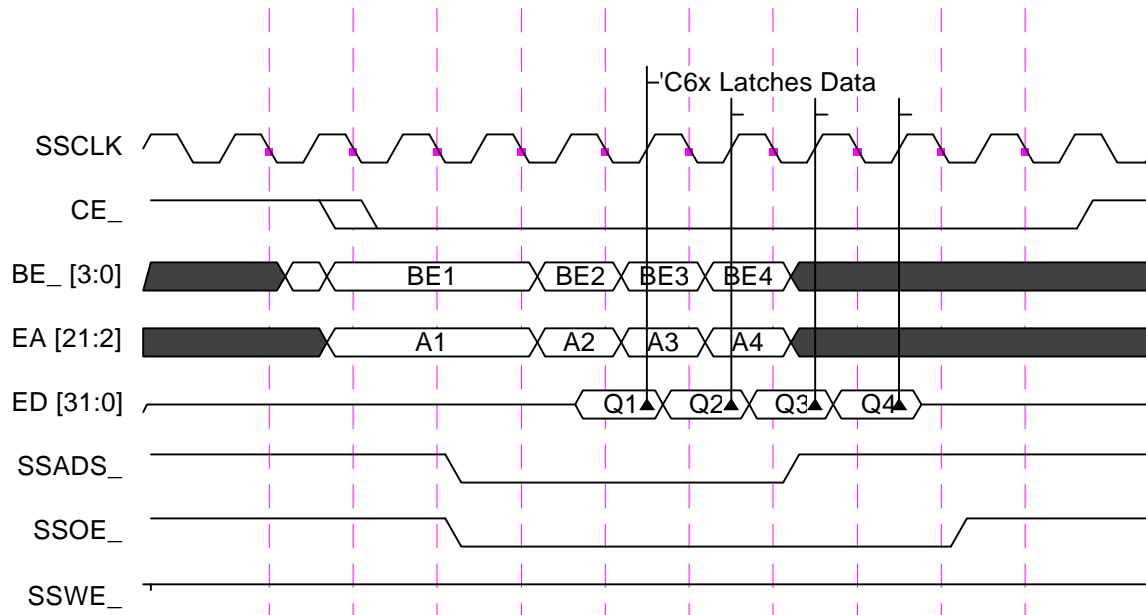 'C6x Latches Data
SSCLK
CE_
BE_ [3:0] BE1 BE2 BE3 BE4
EA [21:2] A1 A2 A3 A4
ED [31:0] Q1 Q2 Q3 Q4
SSADS_
SSOE_
SSWE_